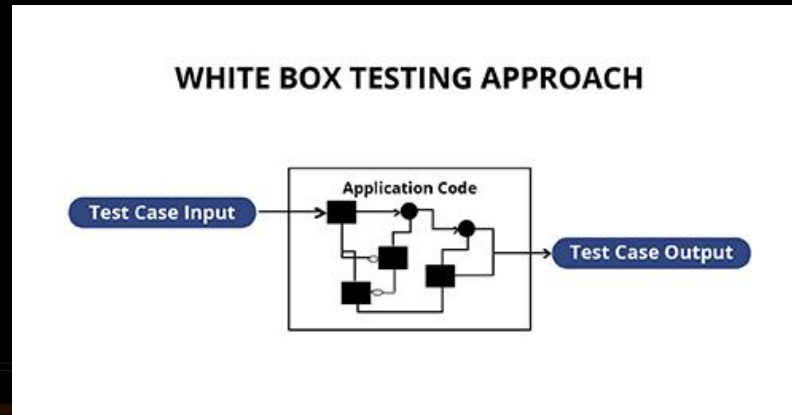 WHITE BOX TESTING APPROACH
Application Code
Test Case Input
Test Case Output